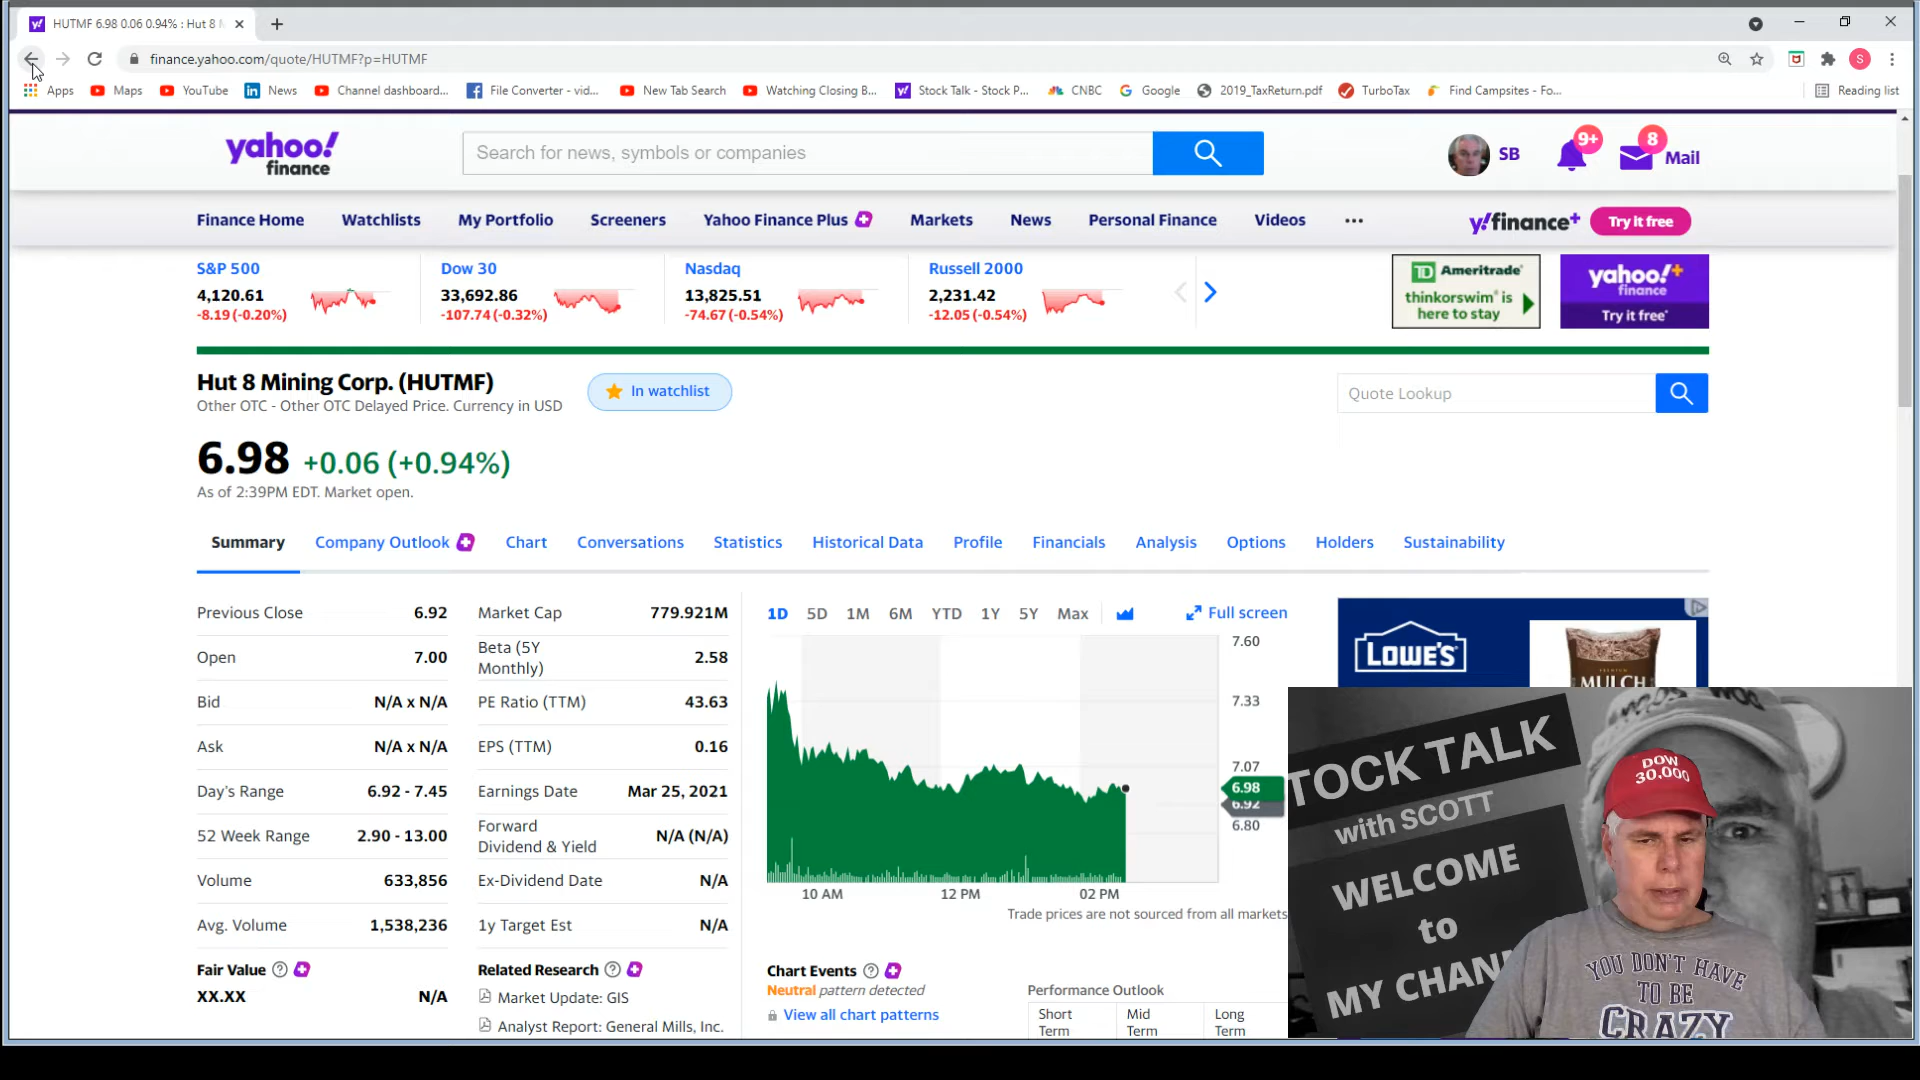 HUTMF 6.98 0.06 0.94% : Hut 8
finance.yahoo.com/quote/HUTMF?p=HUTMF
S
Apps Maps YouTube News Channel dashboard... File Converter - vid... New Tab Search Watching Closing B... Stock Talk - Stock P... CNBC Google 2019_TaxReturn.pdf TurboTax Find Campsites - Fo... Reading list
yahoo!
finance
Search for news, symbols or companies
SB
9+
8
Mail
Finance Home Watchlists My Portfolio Screeners Yahoo Finance Plus Markets News Personal Finance Videos ... y!finance+ Try it free
S&P 500 Dow 30 Nasdaq Russell 2000
4,120.61 33,692.86 13,825.51 2,231.42
-8.19 (-0.20%) -107.74 (-0.32%) -74.67 (-0.54%) -12.05 (-0.54%)
TD Ameritrade
thinkorswim® is
here to stay
yahoo!+
finance
Try it free*
Hut 8 Mining Corp. (HUTMF)
In watchlist
Other OTC - Other OTC Delayed Price. Currency in USD
Quote Lookup
6.98 +0.06 (+0.94%)
As of 2:39PM EDT. Market open.
Summary Company Outlook Chart Conversations Statistics Historical Data Profile Financials Analysis Options Holders Sustainability
Previous Close 6.92
Open 7.00
Bid N/A x N/A
Ask N/A x N/A
Day's Range 6.92 - 7.45
52 Week Range 2.90 - 13.00
Volume 633,856
Avg. Volume 1,538,236
Fair Value
XX.XX N/A
Market Cap 779.921M
Beta (5Y
Monthly) 2.58
PE Ratio (TTM) 43.63
EPS (TTM) 0.16
Earnings Date Mar 25, 2021
Forward
Dividend & Yield N/A (N/A)
Ex-Dividend Date N/A
1y Target Est N/A
Related Research
Market Update: GIS
Analyst Report: General Mills, Inc.
1D 5D 1M 6M YTD 1Y 5Y Max Full screen
7.60
7.33
7.07
6.98
6.92
6.80
10 AM 12 PM 02 PM
Trade prices are not sourced from all markets
Chart Events
Neutral pattern detected
View all chart patterns
Performance Outlook
Short
Term
Mid
Term
Long
Term
LOWE'S
PREMIUM
MULCH
TOCK TALK
with SCOTT
WELCOME
to
MY CHAN
DOW
30,000
YOU DON'T HAVE
TO BE
CRAZY